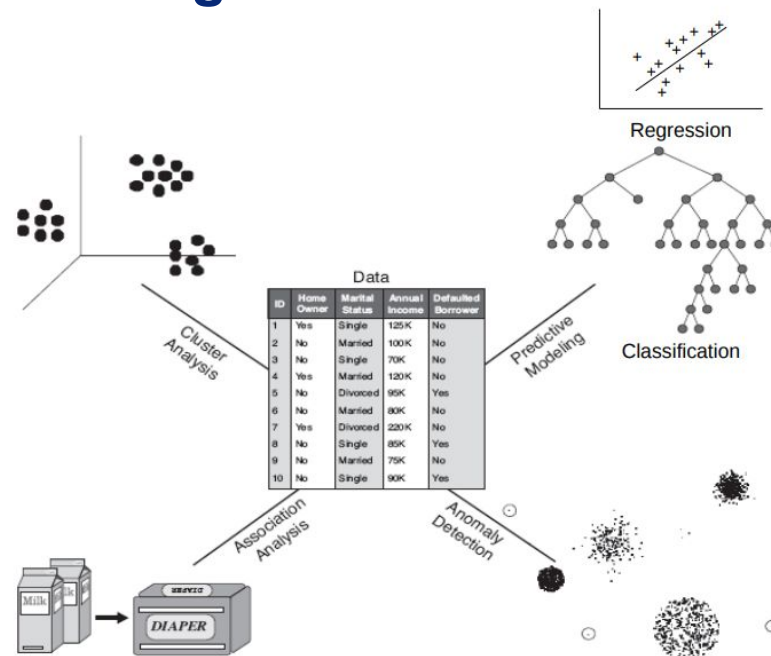 g
Regression
Data
ID Home Owner Marital Status Annual Income Defaulted Borrower
1 Yes Single 125K No
2 No Married 100K No
3 No Single 70K No
4 Yes Married 120K No
5 No Divorced 95K Yes
6 No Married 80K No
7 Yes Divorced 220K No
8 No Single 85K Yes
9 No Married 75K No
10 No Single 90K Yes
Cluster
Analysis
Predictive
Modeling
Classification
Association
Analysis
Anomaly
Detection
Milk
DIAPER
DIAPER